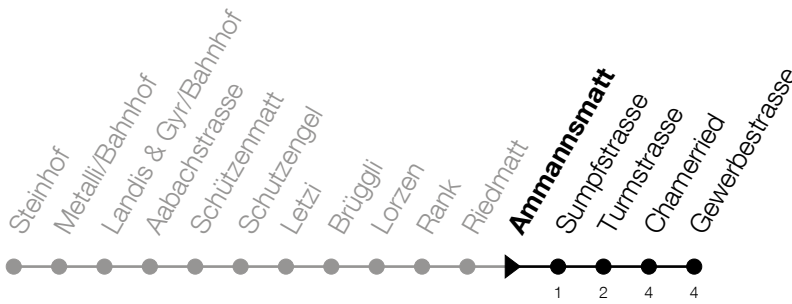 Steinhof
Metalli/Bahnhof
Landis & Gyr/Bahnhof
Aabachstrasse
Schützenmatt
Schutzengel
Letzi
Brüggli
Lorzen
Rank
Riedmatt
Ammannsmatt
Sumpfstrasse
Turmstrasse
Chamerried
Gewerbestrasse
1 2 4 4